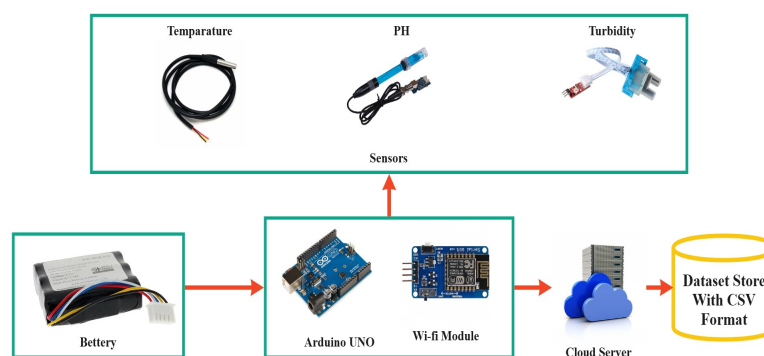 Temparature
PH
Turbidity
Sensors
Bettery
Arduino UNO
Wi-fi Module
Cloud Server
Dataset Store
With CSV
Format